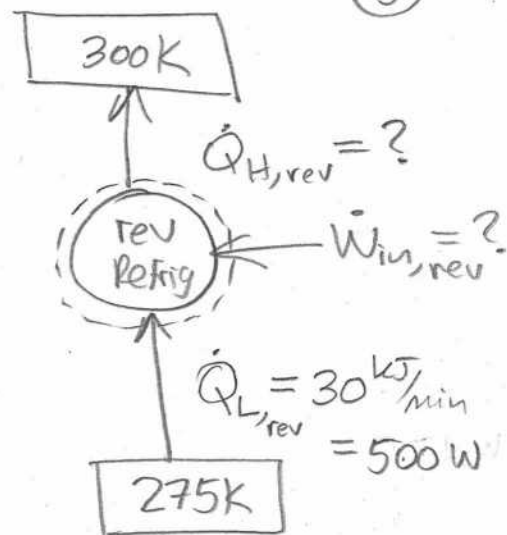 300K
Q̇H,rev = ?
rev
Refrig
Ẇin,rev = ?
Q̇L,rev = 30 kJ/min
= 500 W
275K